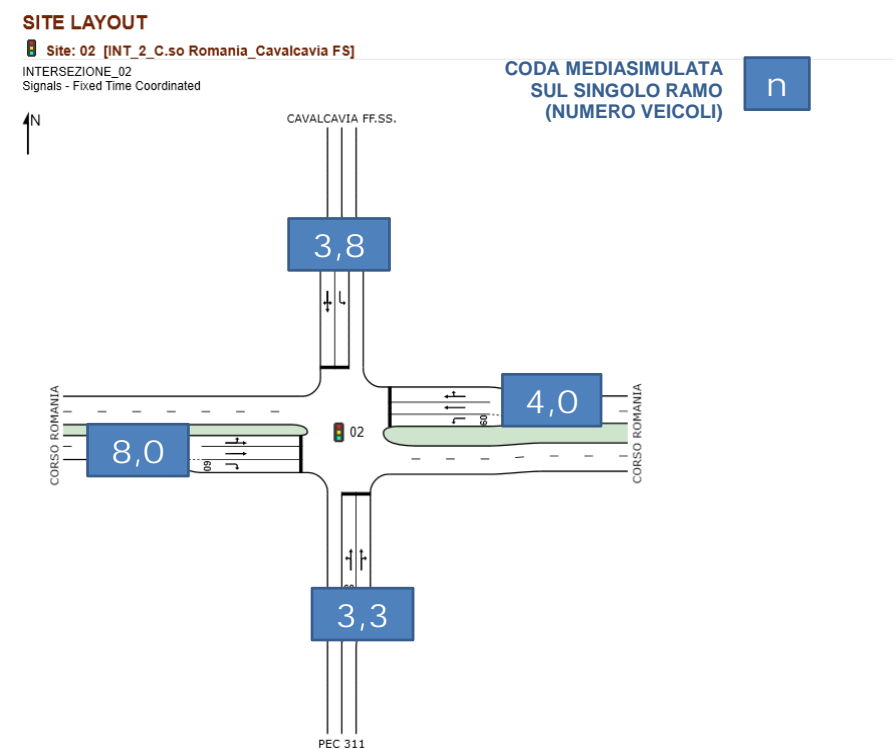 SITE LAYOUT
Site: 02 [INT_2_C.so Romania_Cavalcavia FS]
INTERSEZIONE_02
Signals - Fixed Time Coordinated
CODA MEDIASIMULATA
SUL SINGOLO RAMO
(NUMERO VEICOLI)
n
N
CAVALCAVIA FF.SS.
3,8
CORSO ROMANIA
4,0
60
CORSO ROMANIA
02
8,0
60
3,3
PEC 311